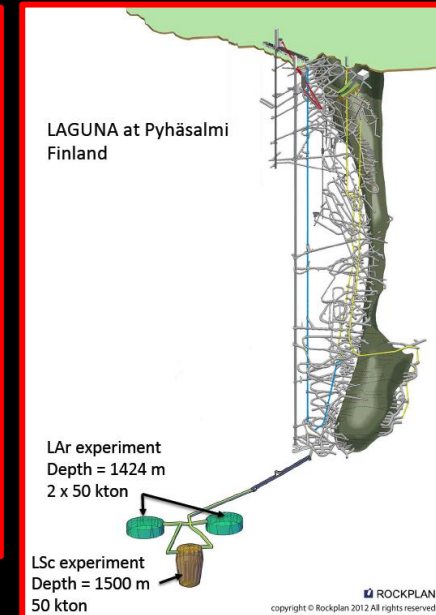 LAGUNA at Pyhäsalmi
Finland
LAr experiment
Depth = 1424 m
2 x 50 kton
LSc experiment
Depth = 1500 m
50 kton
ROCKPLAN
copyright © Rockplan 2012 All rights reserved